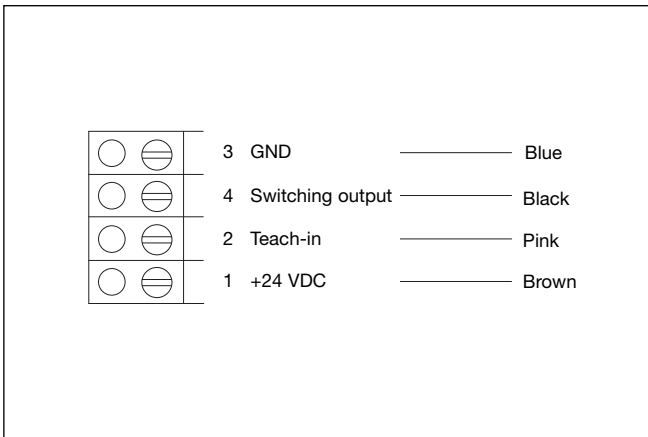 3 GND Blue
4 Switching output Black
2 Teach-in Pink
1 +24 VDC Brown